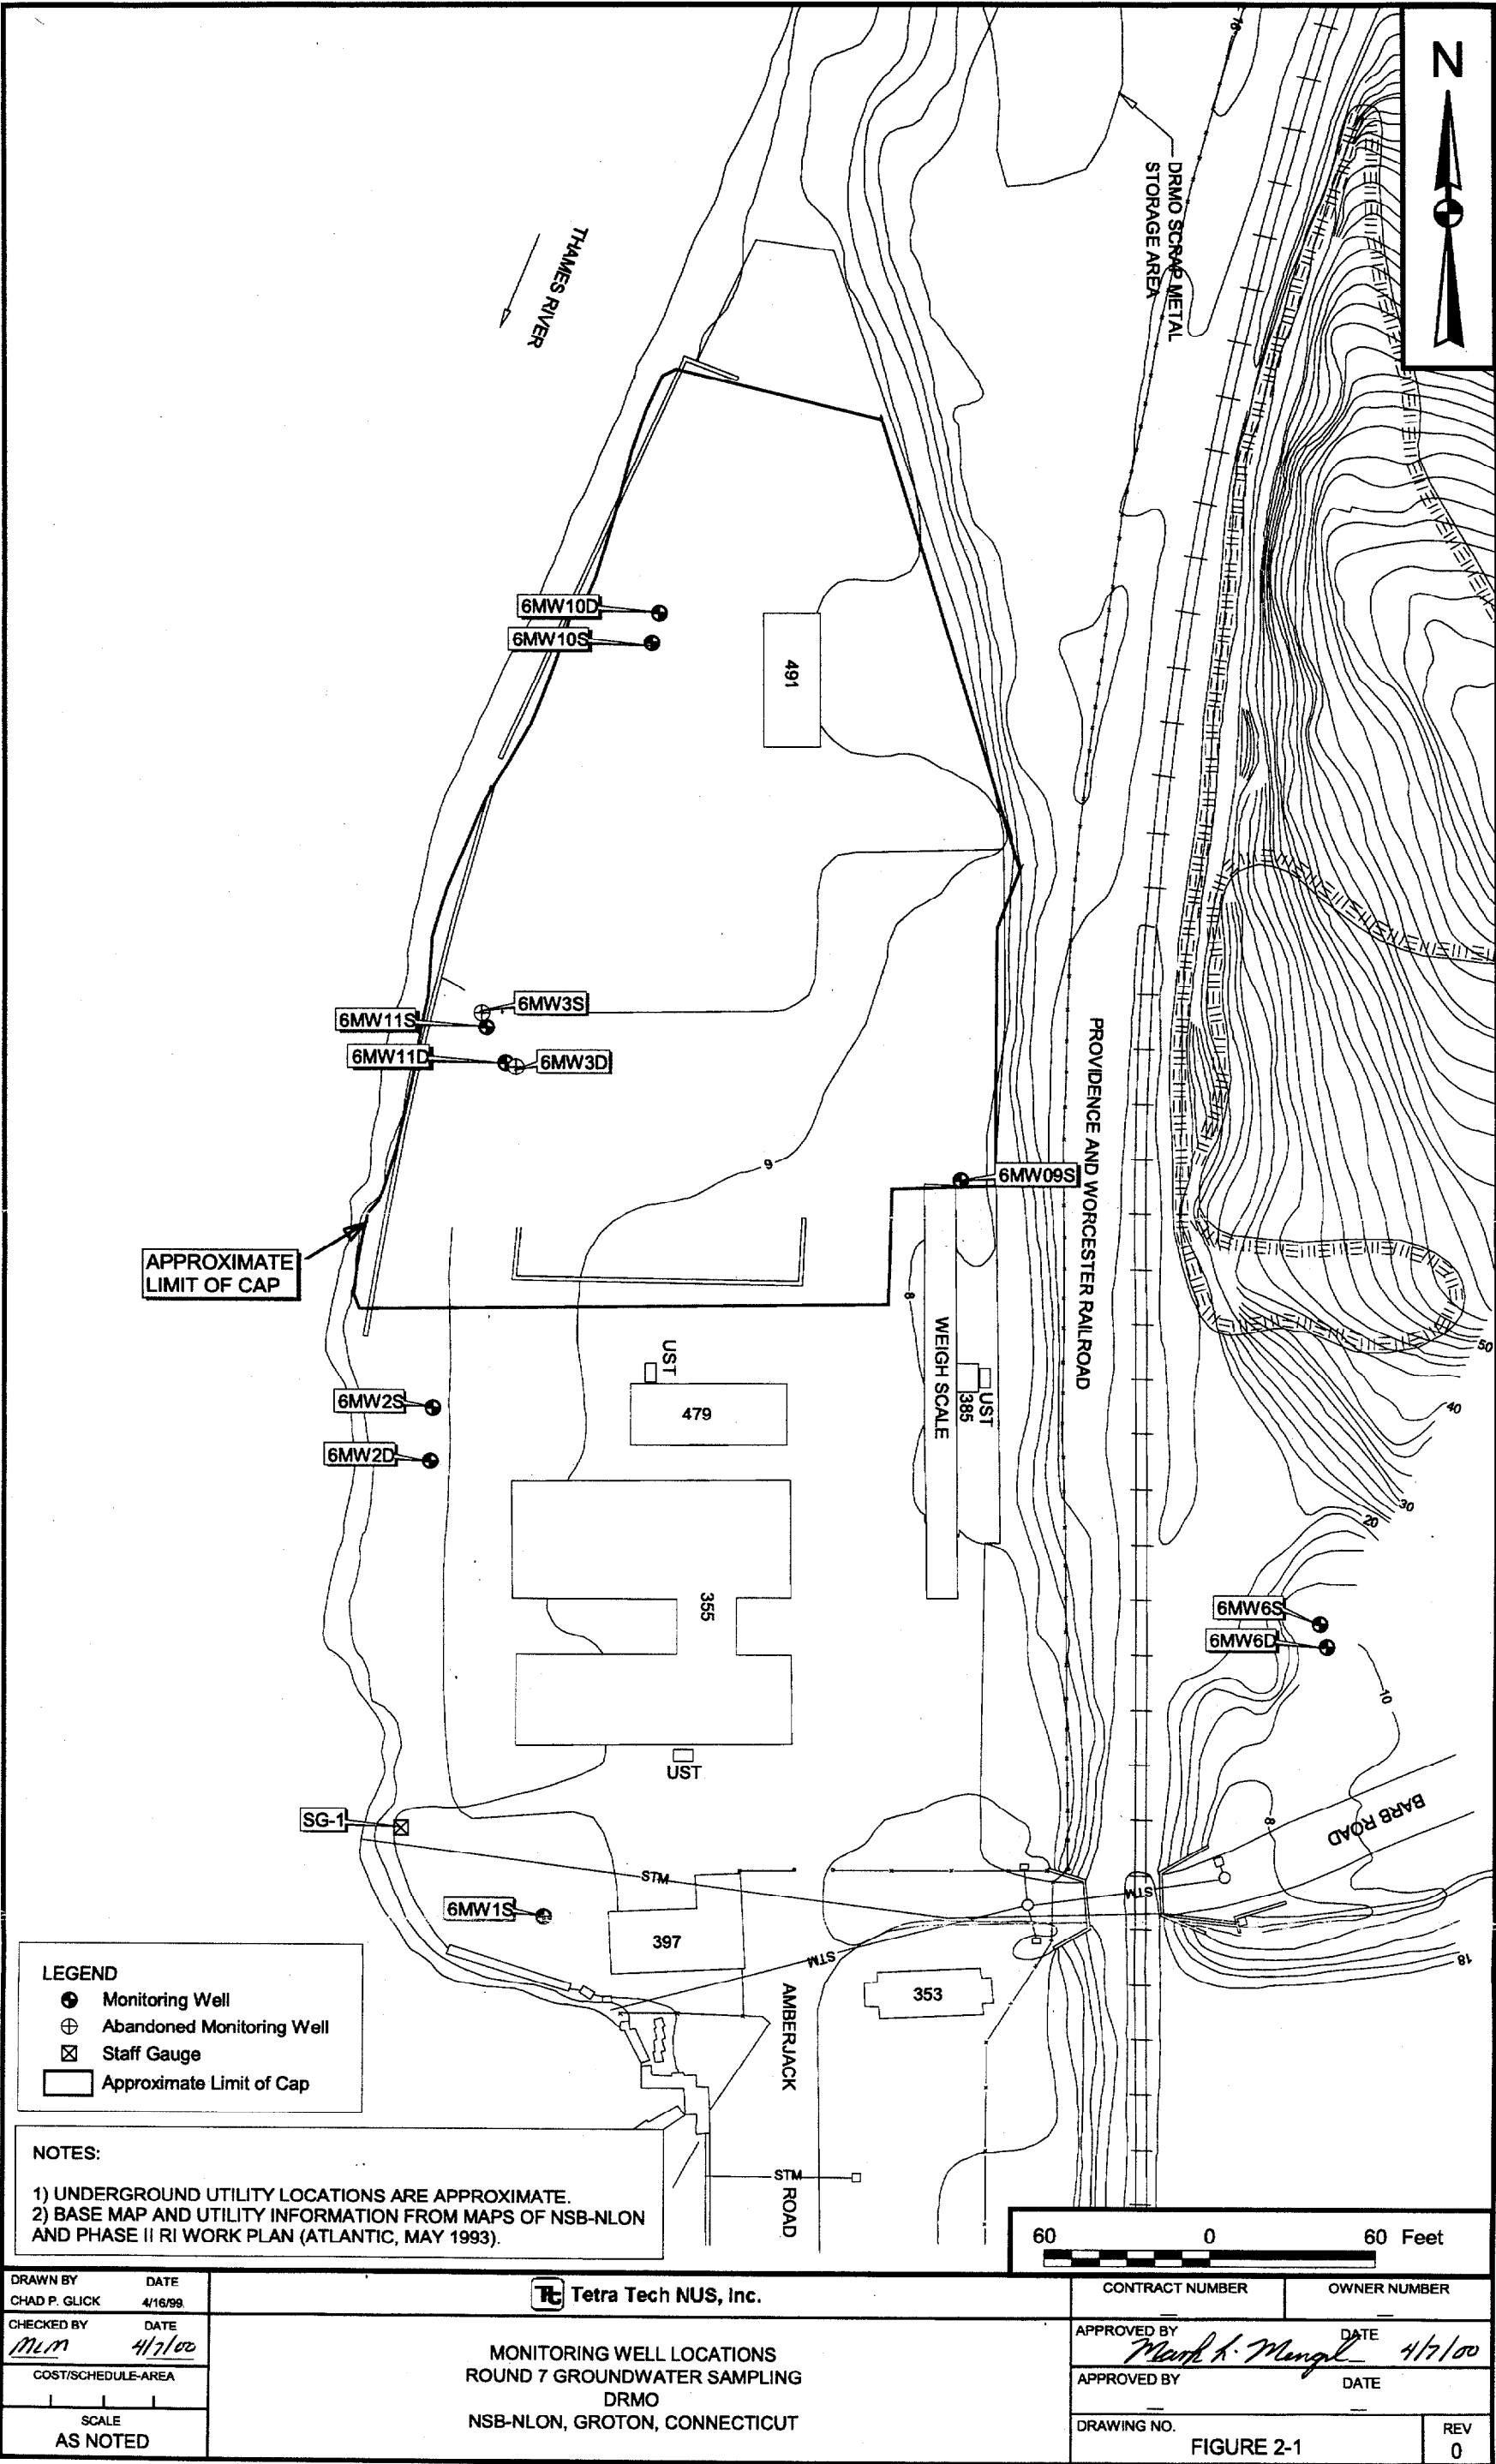 N
16
DRMO SCRAP METAL
STORAGE AREA
THAMES RIVER
6MW10D
6MW10S
491
6MW3S
6MW11S
6MW11D
6MW3D
PROVIDENCE AND WORCESTER RAILROAD
9
6MW09S
APPROXIMATE
LIMIT OF CAP
8
WEIGH SCALE
UST
385
UST
479
50
40
30
20
6MW2S
6MW2D
355
6MW6S
6MW6D
10
UST
BARB ROAD
8
SG-1
STM
STM
6MW1S
397
STM
18
353
AMBERJACK
ROAD
STM
LEGEND
Monitoring Well
Abandoned Monitoring Well
Staff Gauge
Approximate Limit of Cap
NOTES:
1) UNDERGROUND UTILITY LOCATIONS ARE APPROXIMATE.
2) BASE MAP AND UTILITY INFORMATION FROM MAPS OF NSB-NLON
AND PHASE II RI WORK PLAN (ATLANTIC, MAY 1993).
60 0 60 Feet
DRAWN BY DATE
CHAD P. GLICK 4/16/99
CHECKED BY DATE
MLM 4/7/00
COST/SCHEDULE-AREA
SCALE
AS NOTED
Tt Tetra Tech NUS, Inc.
MONITORING WELL LOCATIONS
ROUND 7 GROUNDWATER SAMPLING
DRMO
NSB-NLON, GROTON, CONNECTICUT
CONTRACT NUMBER OWNER NUMBER
— —
APPROVED BY DATE
Mark L. Mengel 4/7/00
APPROVED BY DATE
— —
DRAWING NO. REV
FIGURE 2-1 0